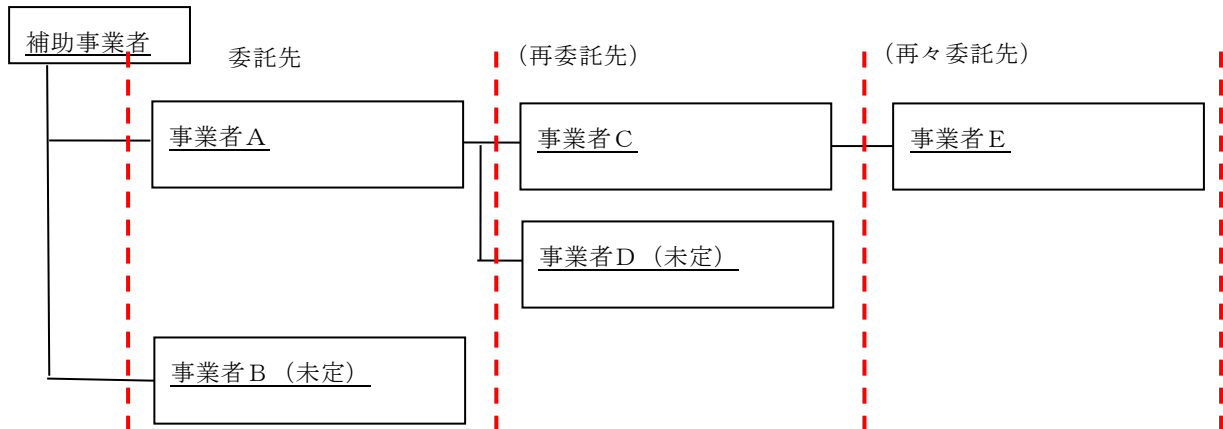 補助事業者
委託先
（再委託先）
（再々委託先）
事業者Ａ
事業者Ｃ
事業者Ｅ
事業者Ｄ（未定）
事業者Ｂ（未定）